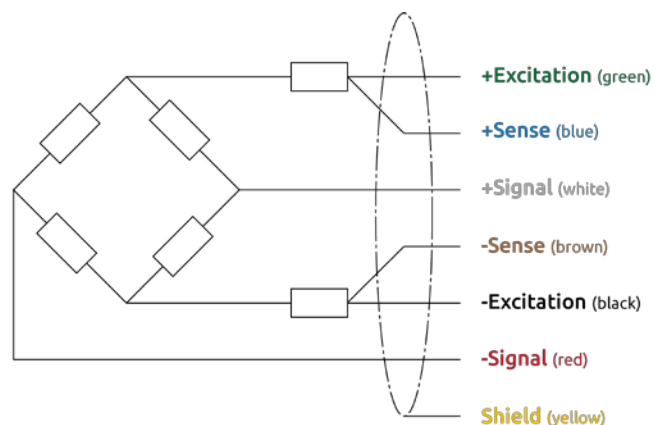 +Excitation (green)
+Sense (blue)
+Signal (white)
-Sense (brown)
-Excitation (black)
-Signal (red)
Shield (yellow)